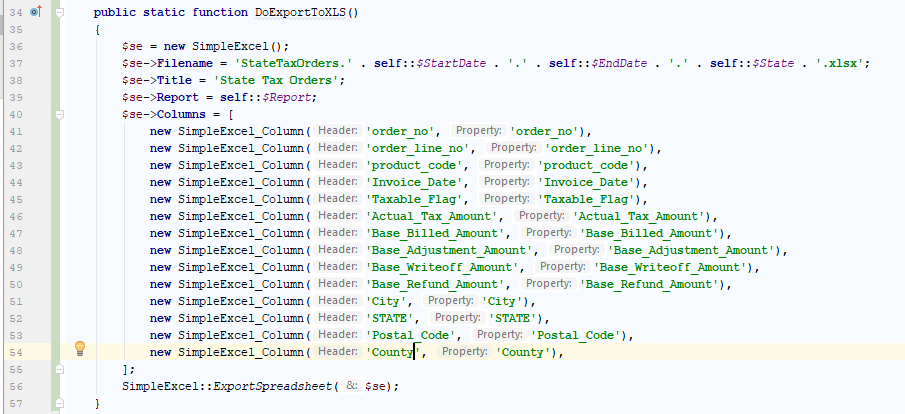 34 public static function DoExportToXLS()
35 {
36 $se = new SimpleExcel();
37 $se->Filename = 'StateTaxOrders.' . self::$StartDate . '.' . self::$EndDate . '.' . self::$State . '.xlsx';
38 $se->Title = 'State Tax Orders';
39 $se->Report = self::$Report;
40 $se->Columns = [
41 new SimpleExcel_Column( Header: 'order_no', Property: 'order_no'),
42 new SimpleExcel_Column( Header: 'order_line_no', Property: 'order_line_no'),
43 new SimpleExcel_Column( Header: 'product_code', Property: 'product_code'),
44 new SimpleExcel_Column( Header: 'Invoice_Date', Property: 'Invoice_Date'),
45 new SimpleExcel_Column( Header: 'Taxable_Flag', Property: 'Taxable_Flag'),
46 new SimpleExcel_Column( Header: 'Actual_Tax_Amount', Property: 'Actual_Tax_Amount'),
47 new SimpleExcel_Column( Header: 'Base_Billed_Amount', Property: 'Base_Billed_Amount'),
48 new SimpleExcel_Column( Header: 'Base_Adjustment_Amount', Property: 'Base_Adjustment_Amount'),
49 new SimpleExcel_Column( Header: 'Base_Writeoff_Amount', Property: 'Base_Writeoff_Amount'),
50 new SimpleExcel_Column( Header: 'Base_Refund_Amount', Property: 'Base_Refund_Amount'),
51 new SimpleExcel_Column( Header: 'City', Property: 'City'),
52 new SimpleExcel_Column( Header: 'STATE', Property: 'STATE'),
53 new SimpleExcel_Column( Header: 'Postal_Code', Property: 'Postal_Code'),
54 new SimpleExcel_Column( Header: 'County', Property: 'County'),
55 ];
56 SimpleExcel::ExportSpreadsheet( &: $se);
57 }